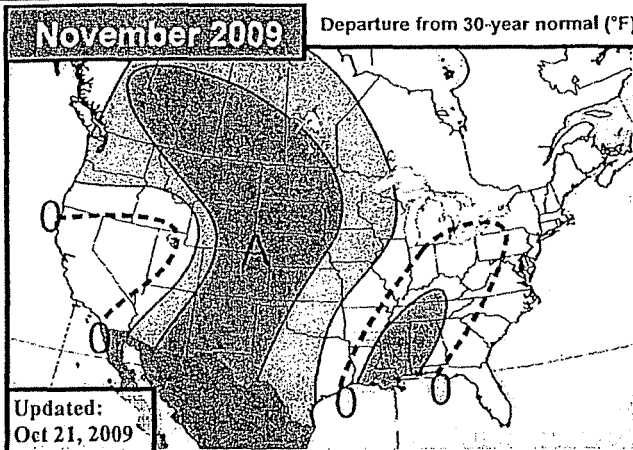 November 2009
Departure from 30-year normal (°F)
0
A
0
0
0
Updated:
Oct 21, 2009